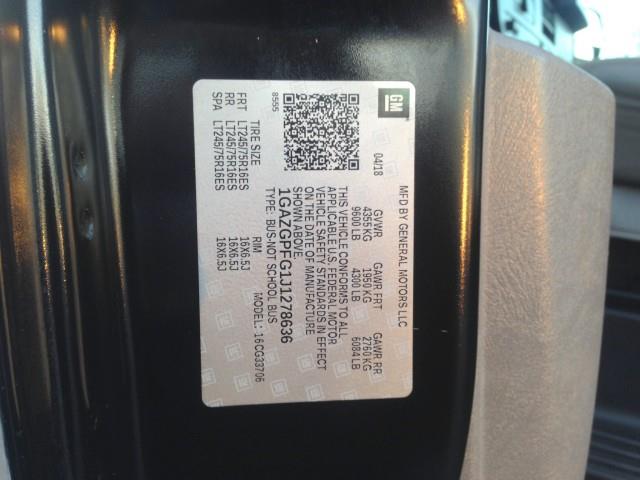 GM
MFD BY GENERAL MOTORS LLC
04/18 GVWR GAWR FRT GAWR RR
4355 KG 1950 KG 2760 KG
9600 LB 4300 LB 6084 LB
THIS VEHICLE CONFORMS TO ALL
APPLICABLE U.S. FEDERAL MOTOR
VEHICLE SAFETY STANDARDS IN EFFECT
ON THE DATE OF MANUFACTURE
SHOWN ABOVE.
1GAZGPFG1J1278636
8555 TYPE: BUS-NOT SCHOOL BUS
MODEL: 16CG33706
TIRE SIZE RIM
FRT LT245/75R16ES 16X6.5J
RR LT245/75R16ES 16X6.5J
SPA LT245/75R16ES 16X6.5J